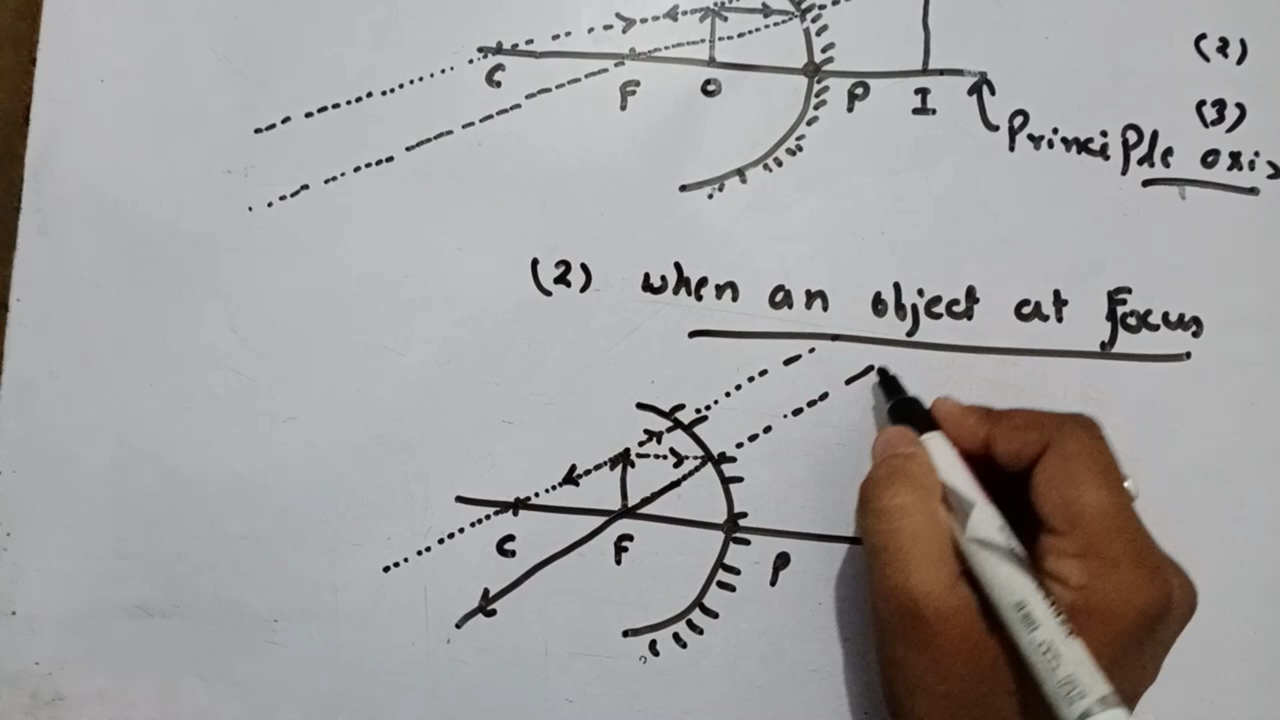 C F O P I
(2)
(3)
Principle axis
(2) when an object at focus
C F P